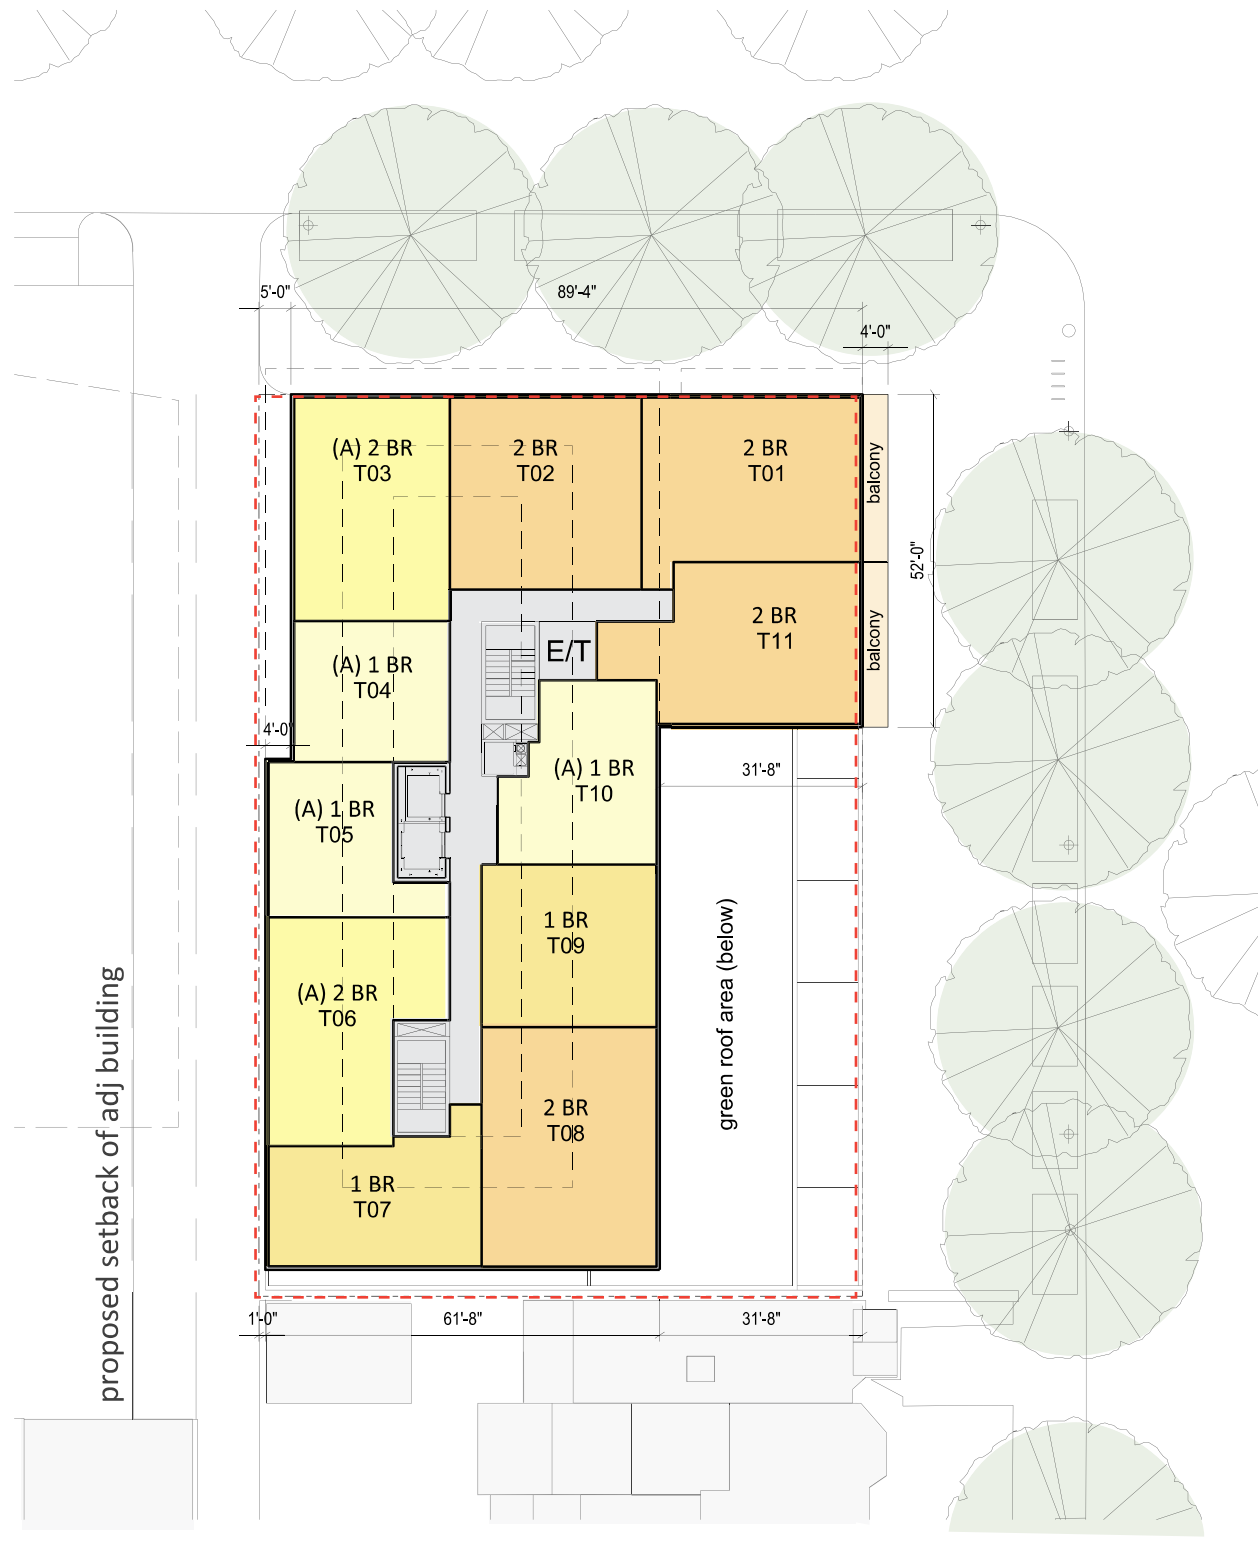 5'-0"
89'-4"
4'-0"
(A) 2 BR
T03
2 BR
T02
2 BR
T01
balcony
52'-0"
2 BR
T11
balcony
E/T
(A) 1 BR
T04
4'-0"
(A) 1 BR
T10
31'-8"
(A) 1 BR
T05
1 BR
T09
green roof area (below)
(A) 2 BR
T06
proposed setback of adj building
2 BR
T08
1 BR
T07
1'-0"
61'-8"
31'-8"